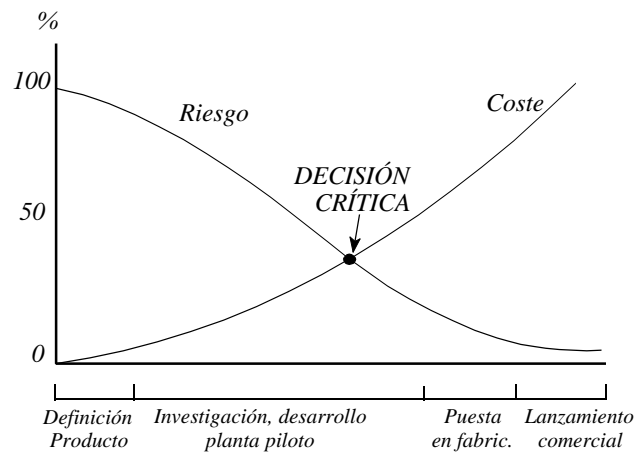 %
100
Riesgo
Coste
DECISIÓN
CRÍTICA
50
0
Definición
Producto
Investigación, desarrollo
planta piloto
Puesta
en fabric.
Lanzamiento
comercial